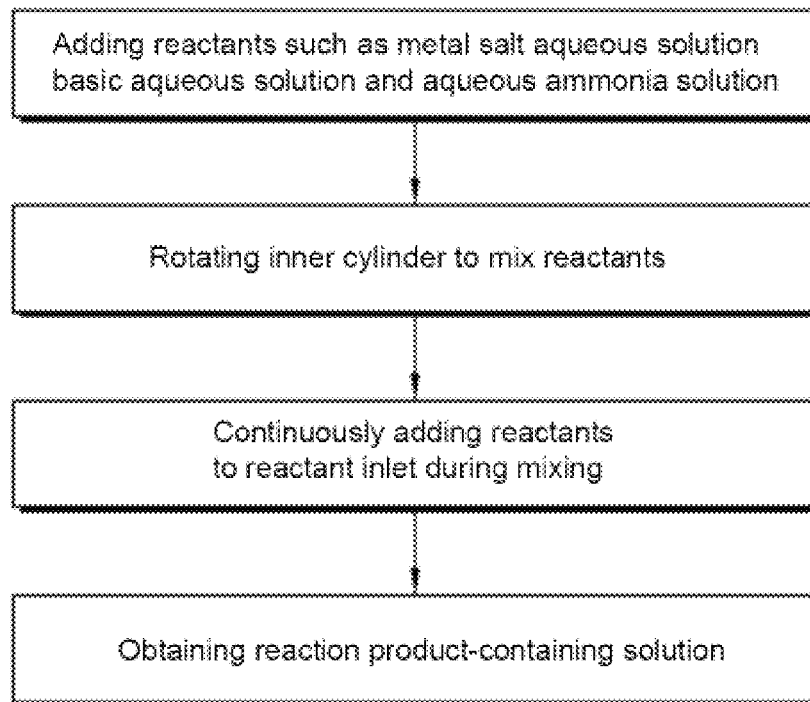 Adding reactants such as metal salt aqueous solution
basic aqueous solution and aqueous ammonia solution
Rotating inner cylinder to mix reactants
Continuously adding reactants
to reactant inlet during mixing
Obtaining reaction product-containing solution